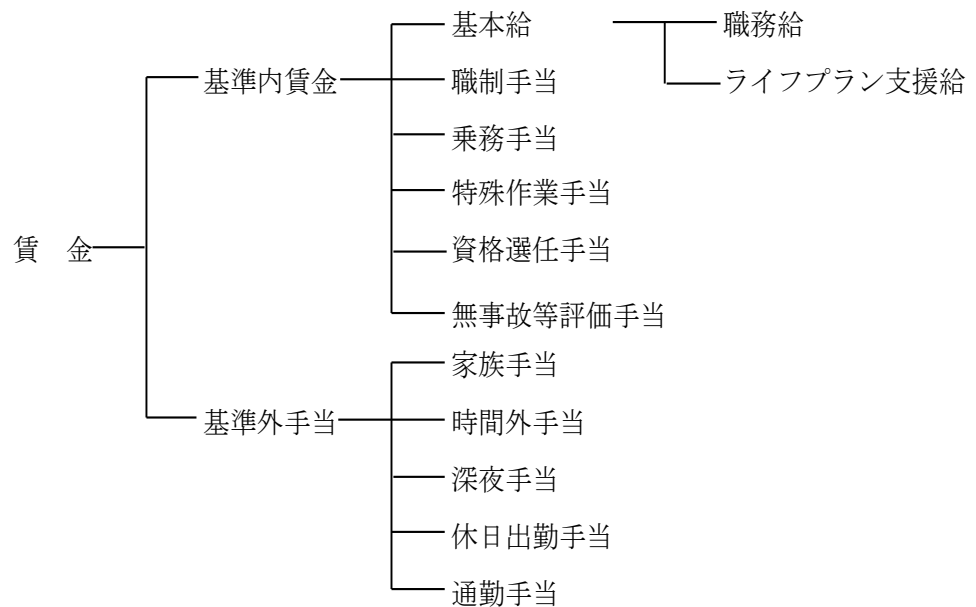 基本給
職務給
基準内賃金
職制手当
ライフプラン支援給
乗務手当
特殊作業手当
賃　金
資格選任手当
無事故等評価手当
家族手当
基準外手当
時間外手当
深夜手当
休日出勤手当
通勤手当